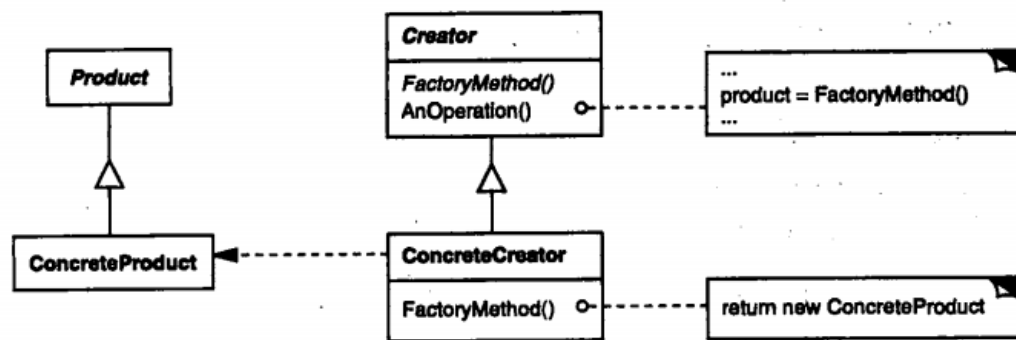 Product
Creator
FactoryMethod()
AnOperation()
...
product = FactoryMethod()
...
ConcreteProduct
ConcreteCreator
FactoryMethod()
return new ConcreteProduct